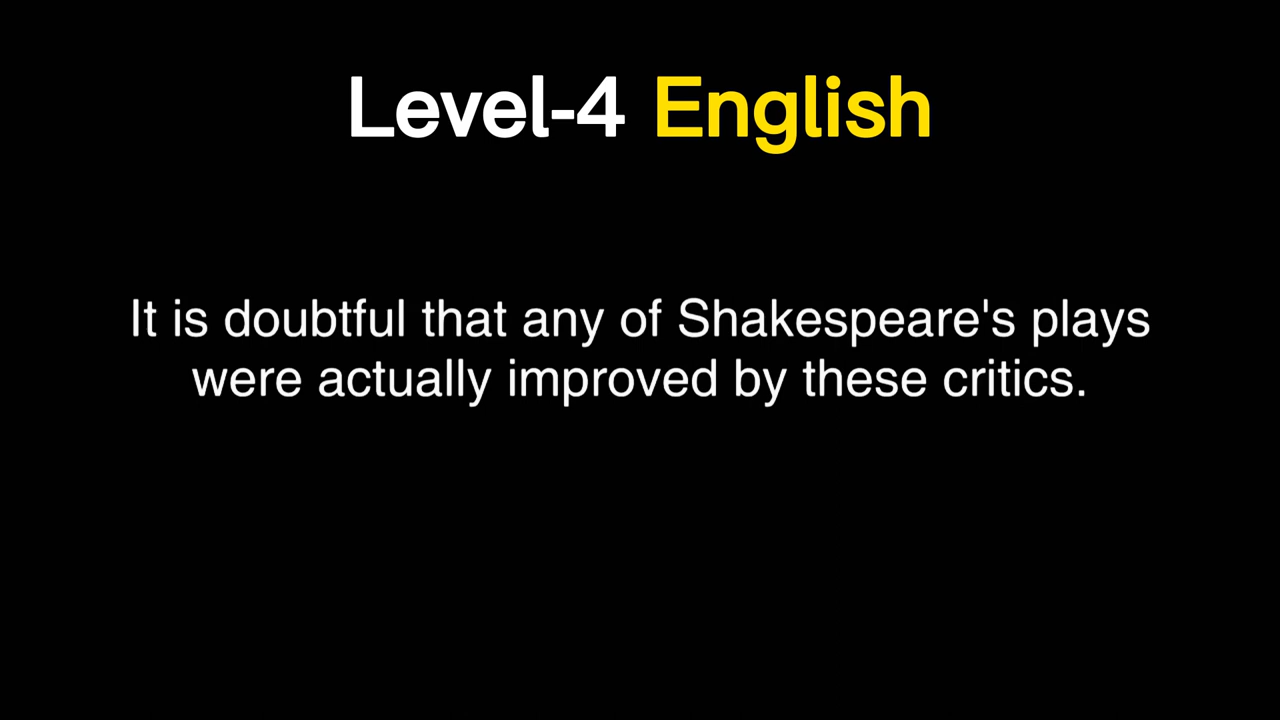 Level-4 English
It is doubtful that any of Shakespeare's plays
were actually improved by these critics.